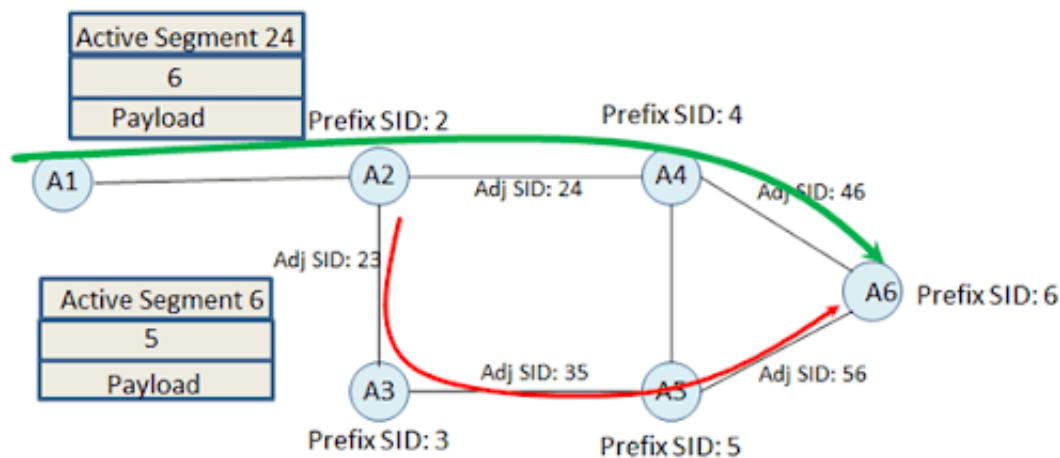 Active Segment 24
6
Payload
Prefix SID: 2
Prefix SID: 4
A1
A2
A4
Adj SID: 24
Adj SID: 46
Adj SID: 23
A6
Prefix SID: 6
Active Segment 6
5
Payload
A3
Adj SID: 35
A5
Adj SID: 56
Prefix SID: 3
Prefix SID: 5